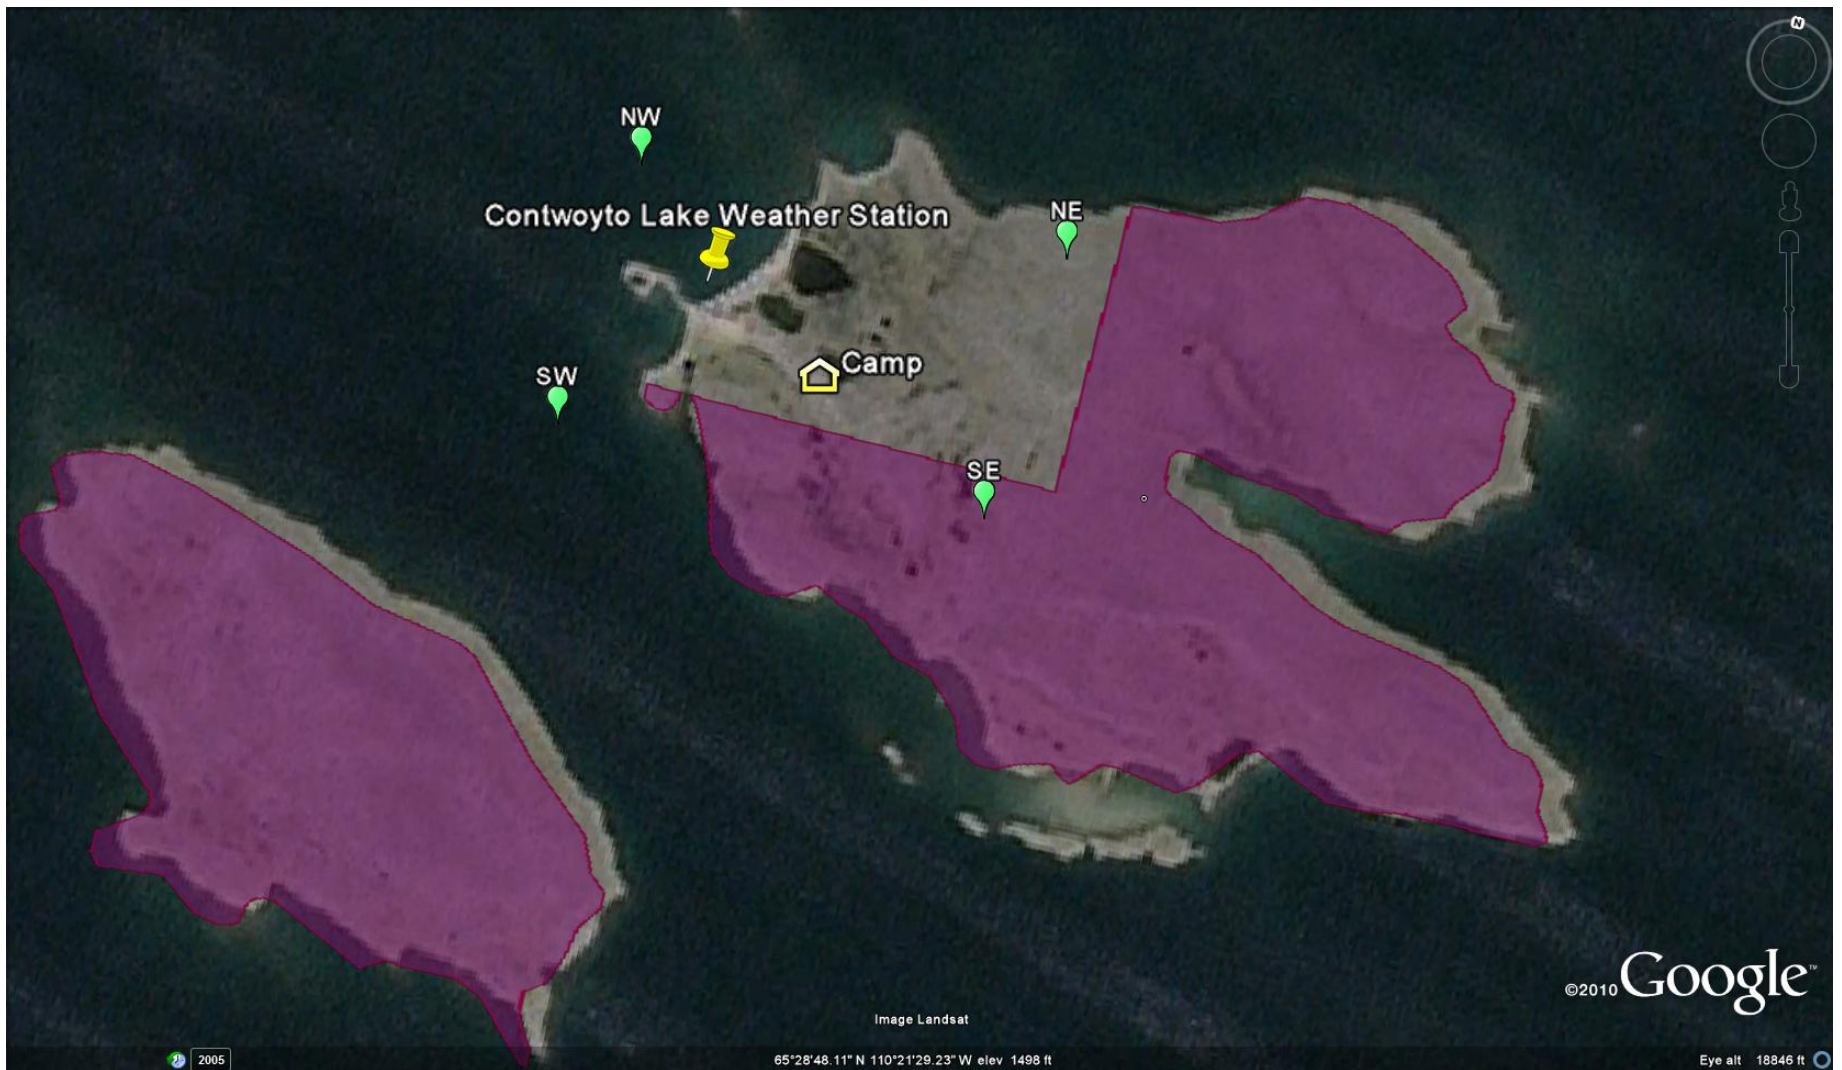 N
NW
Contwoyto Lake Weather Station
NE
Camp
SW
SE
©2010 Google™
Image Landsat
2005
65°28'48.11" N 110°21'29.23" W elev 1498 ft
Eye alt 18846 ft